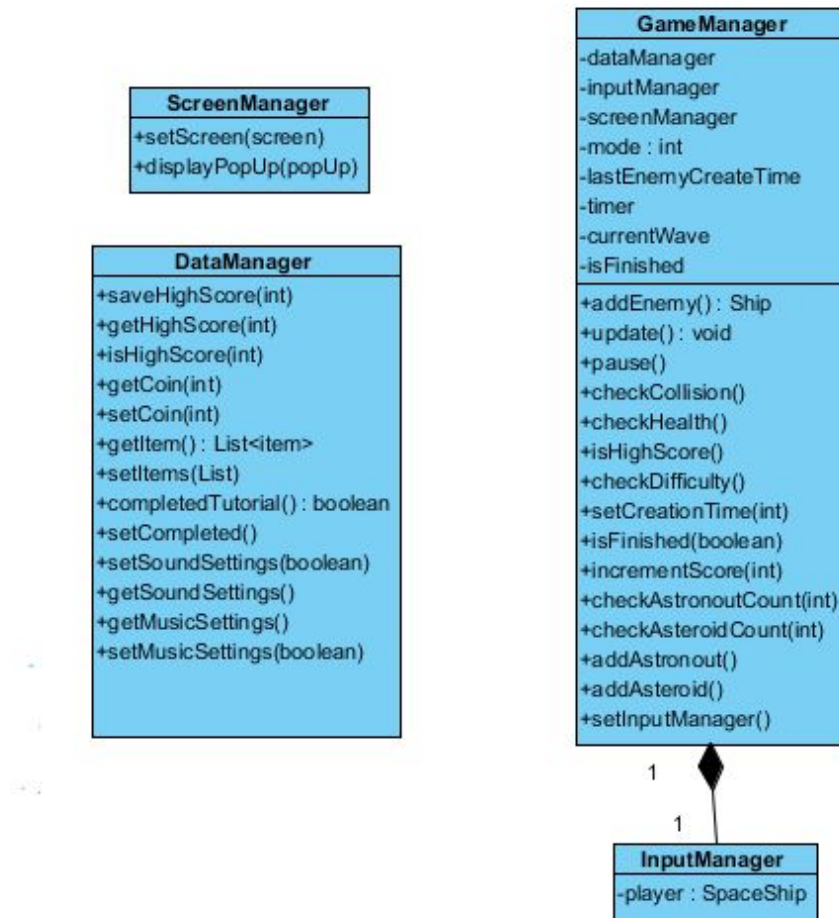 ScreenManager
+setScreen(screen)
+displayPopUp(popUp)
DataManager
+saveHighScore(int)
+getHighScore(int)
+isHighScore(int)
+getCoin(int)
+setCoin(int)
+getItem() : List<item>
+setItems(List)
+completedTutorial() : boolean
+setCompleted()
+setSoundSettings(boolean)
+getSoundSettings()
+getMusicSettings()
+setMusicSettings(boolean)
GameManager
-dataManager
-inputManager
-screenManager
-mode : int
-lastEnemyCreateTime
-timer
-currentWave
-isFinished
+addEnemy() : Ship
+update() : void
+pause()
+checkCollision()
+checkHealth()
+isHighScore()
+checkDifficulty()
+setCreationTime(int)
+isFinished(boolean)
+incrementScore(int)
+checkAstronoutCount(int)
+checkAsteroidCount(int)
+addAstronout()
+addAsteroid()
+setInputManager()
1
1
InputManager
-player : SpaceShip